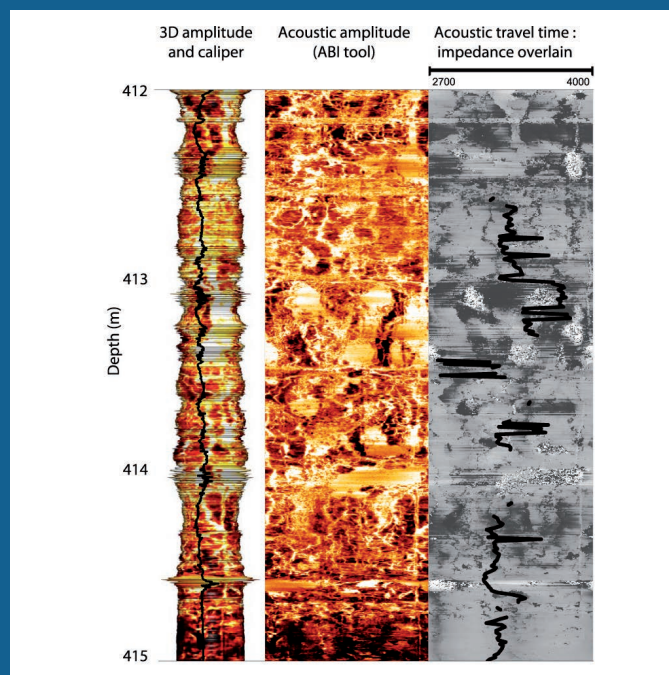 3D amplitude
and caliper
Acoustic amplitude
(ABI tool)
Acoustic travel time :
impedance overlain
2700 4000
412
413
Depth (m)
414
415